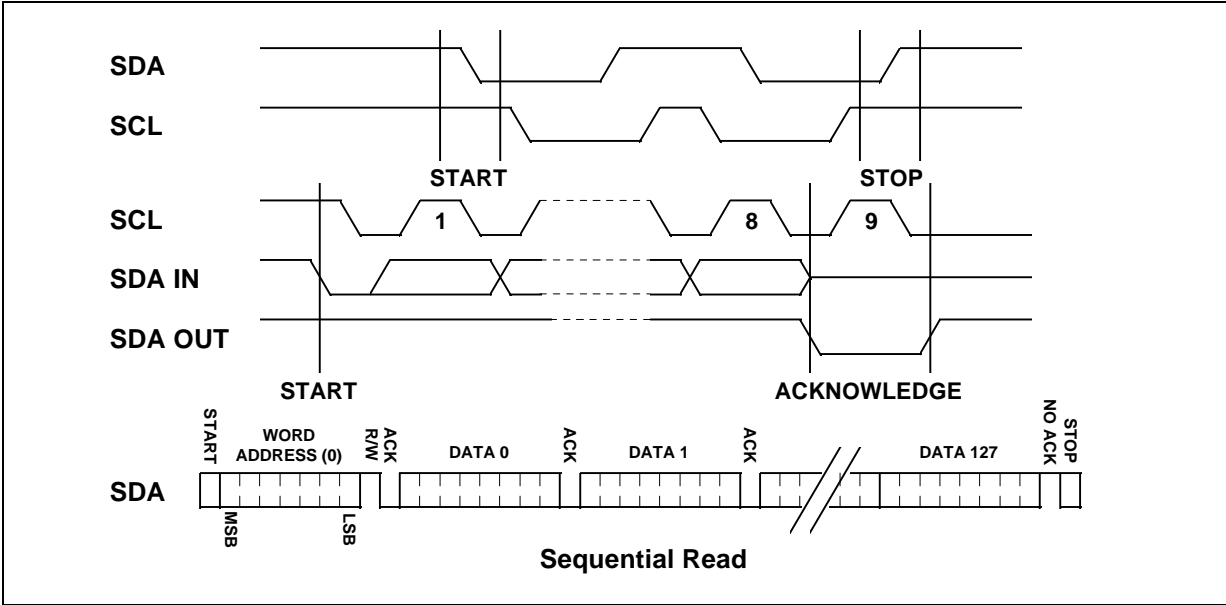 SDA
SCL
START STOP
SCL 1 8 9
SDA IN
SDA OUT
START ACKNOWLEDGE
START WORD ADDRESS (0) R/W ACK DATA 0 ACK DATA 1 ACK DATA 127 NO ACK STOP
SDA
MSB LSB
Sequential Read